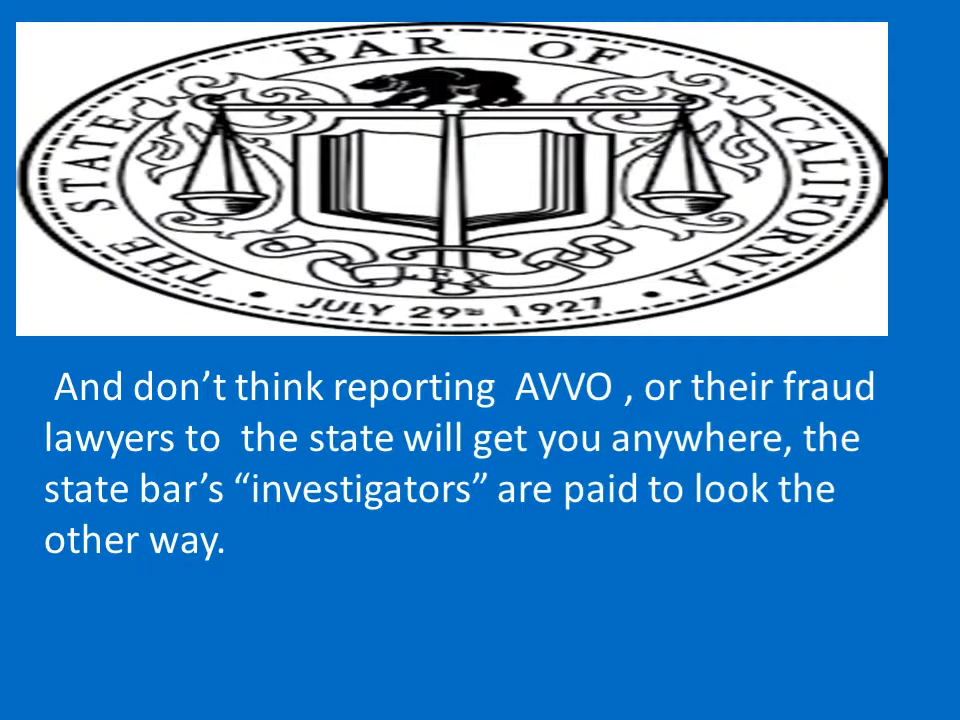 THE STATE BAR OF CALIFORNIA
LEX
• JULY 29TH 1927 •
And don’t think reporting AVVO , or their fraud
lawyers to the state will get you anywhere, the
state bar’s “investigators” are paid to look the
other way.